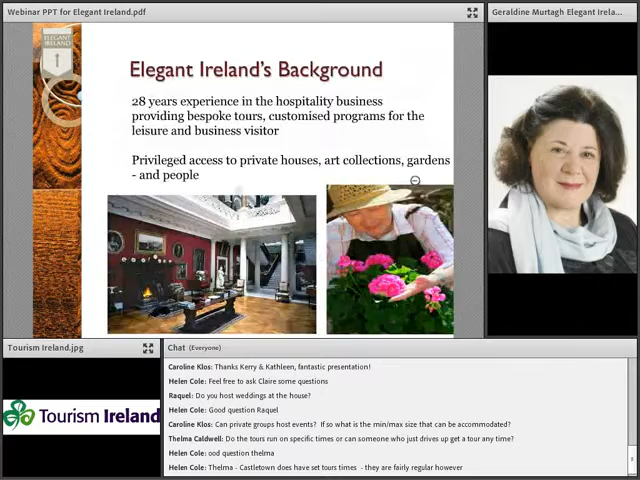 Webinar PPT for Elegant Ireland.pdf
Geraldine Murtagh Elegant Irela...
ELEGANT
IRELAND
Elegant Ireland's Background
28 years experience in the hospitality business
providing bespoke tours, customised programs for the
leisure and business visitor
Privileged access to private houses, art collections, gardens
- and people
Tourism Ireland.jpg
Tourism Ireland
Chat (Everyone)
Caroline Klos: Thanks Kerry & Kathleen, fantastic presentation!
Helen Cole: Feel free to ask Claire some questions
Raquel: Do you host weddings at the house?
Helen Cole: Good question Raquel
Caroline Klos: Can private groups host events? If so what is the min/max size that can be accommodated?
Thelma Caldwell: Do the tours run on specific times or can someone who just drives up get a tour any time?
Helen Cole: ood question thelma
Helen Cole: Thelma - Castletown does have set tours times - they are fairly regular however